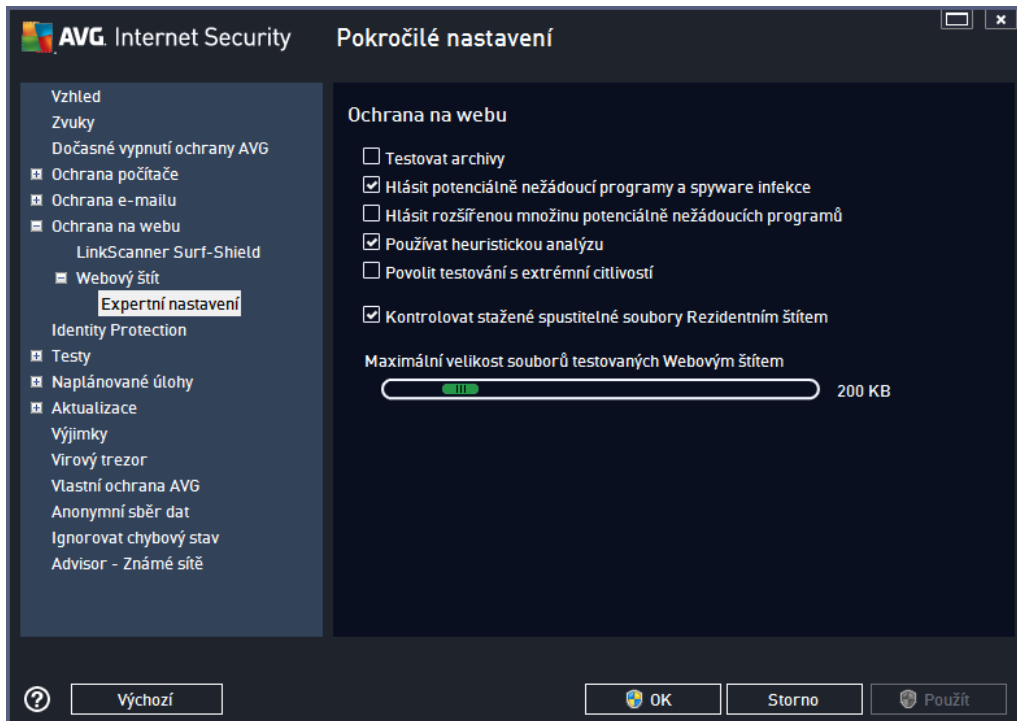 AVG. Internet Security
Pokročilé nastavení
Vzhled
Zvuky
Dočasné vypnutí ochrany AVG
Ochrana počítače
Ochrana e-mailu
Ochrana na webu
LinkScanner Surf-Shield
Webový štít
Expertní nastavení
Identity Protection
Testy
Naplánované úlohy
Aktualizace
Výjimky
Virový trezor
Vlastní ochrana AVG
Anonymní sběr dat
Ignorovat chybový stav
Advisor - Známé sítě
Ochrana na webu
Testovat archivy
Hlásit potenciálně nežádoucí programy a spyware infekce
Hlásit rozšířenou množinu potenciálně nežádoucích programů
Používat heuristickou analýzu
Povolit testování s extrémní citlivostí
Kontrolovat stažené spustitelné soubory Rezidentním štítem
Maximální velikost souborů testovaných Webovým štítem
200 KB
Výchozí
OK
Storno
Použít